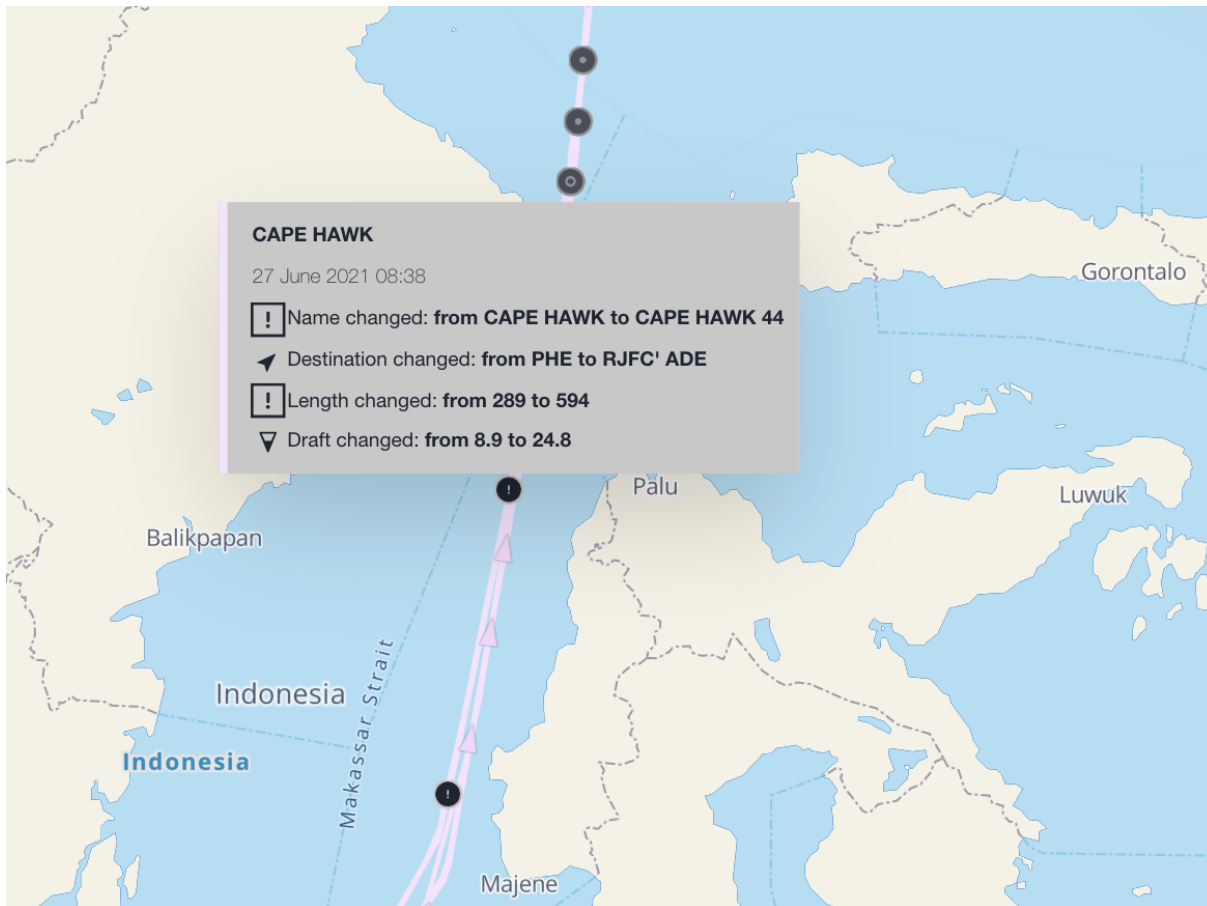 CAPE HAWK
27 June 2021 08:38
! Name changed: from CAPE HAWK to CAPE HAWK 44
Destination changed: from PHE to RJFC' ADE
! Length changed: from 289 to 594
Draft changed: from 8.9 to 24.8
Gorontalo
!
Palu
Luwuk
Balikpapan
Makassar Strait
Indonesia
Indonesia
!
Majene